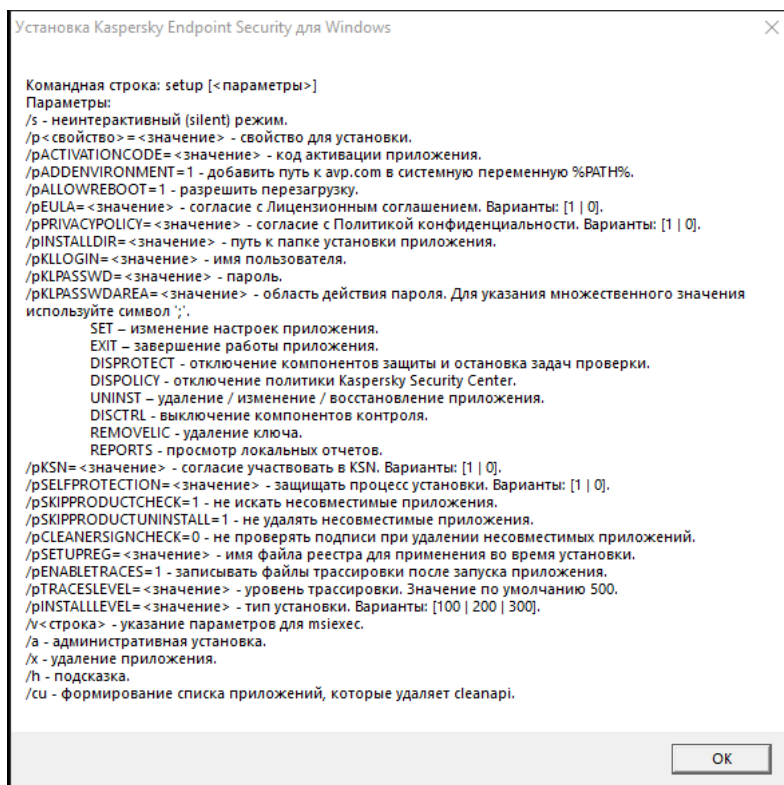 Установка Kaspersky Endpoint Security для Windows
Командная строка: setup [<параметры>]
Параметры:
/s - неинтерактивный (silent) режим.
/p<свойство>=<значение> - свойство для установки.
/pACTIVATIONCODE=<значение> - код активации приложения.
/pADDENVIRONMENT=1 - добавить путь к avp.com в системную переменную %PATH%.
/pALLOWREBOOT=1 - разрешить перезагрузку.
/pEULA=<значение> - согласие с Лицензионным соглашением. Варианты: [1 | 0].
/pPRIVACYPOLICY=<значение> - согласие с Политикой конфиденциальности. Варианты: [1 | 0].
/pINSTALLDIR=<значение> - путь к папке установки приложения.
/pKLLOGIN=<значение> - имя пользователя.
/pKLPASSWD=<значение> - пароль.
/pKLPASSWDAREA=<значение> - область действия пароля. Для указания множественного значения
используйте символ ';'.
SET – изменение настроек приложения.
EXIT – завершение работы приложения.
DISPROTECT - отключение компонентов защиты и остановка задач проверки.
DISPOLICY - отключение политики Kaspersky Security Center.
UNINST – удаление / изменение / восстановление приложения.
DISCTRL - выключение компонентов контроля.
REMOVELIC - удаление ключа.
REPORTS - просмотр локальных отчетов.
/pKSN=<значение> - согласие участвовать в KSN. Варианты: [1 | 0].
/pSELFPROTECTION=<значение> - защищать процесс установки. Варианты: [1 | 0].
/pSKIPPRODUCTCHECK=1 - не искать несовместимые приложения.
/pSKIPPRODUCTUNINSTALL=1 - не удалять несовместимые приложения.
/pCLEANERSIGNCHECK=0 - не проверять подписи при удалении несовместимых приложений.
/pSETUPREG=<значение> - имя файла реестра для применения во время установки.
/pENABLETRACES=1 - записывать файлы трассировки после запуска приложения.
/pTRACESLEVEL=<значение> - уровень трассировки. Значение по умолчанию 500.
/pINSTALLLEVEL=<значение> - тип установки. Варианты: [100 | 200 | 300].
/v<строка> - указание параметров для msiexec.
/a - административная установка.
/x - удаление приложения.
/h - подсказка.
/cu - формирование списка приложений, которые удаляет cleanapi.
OK